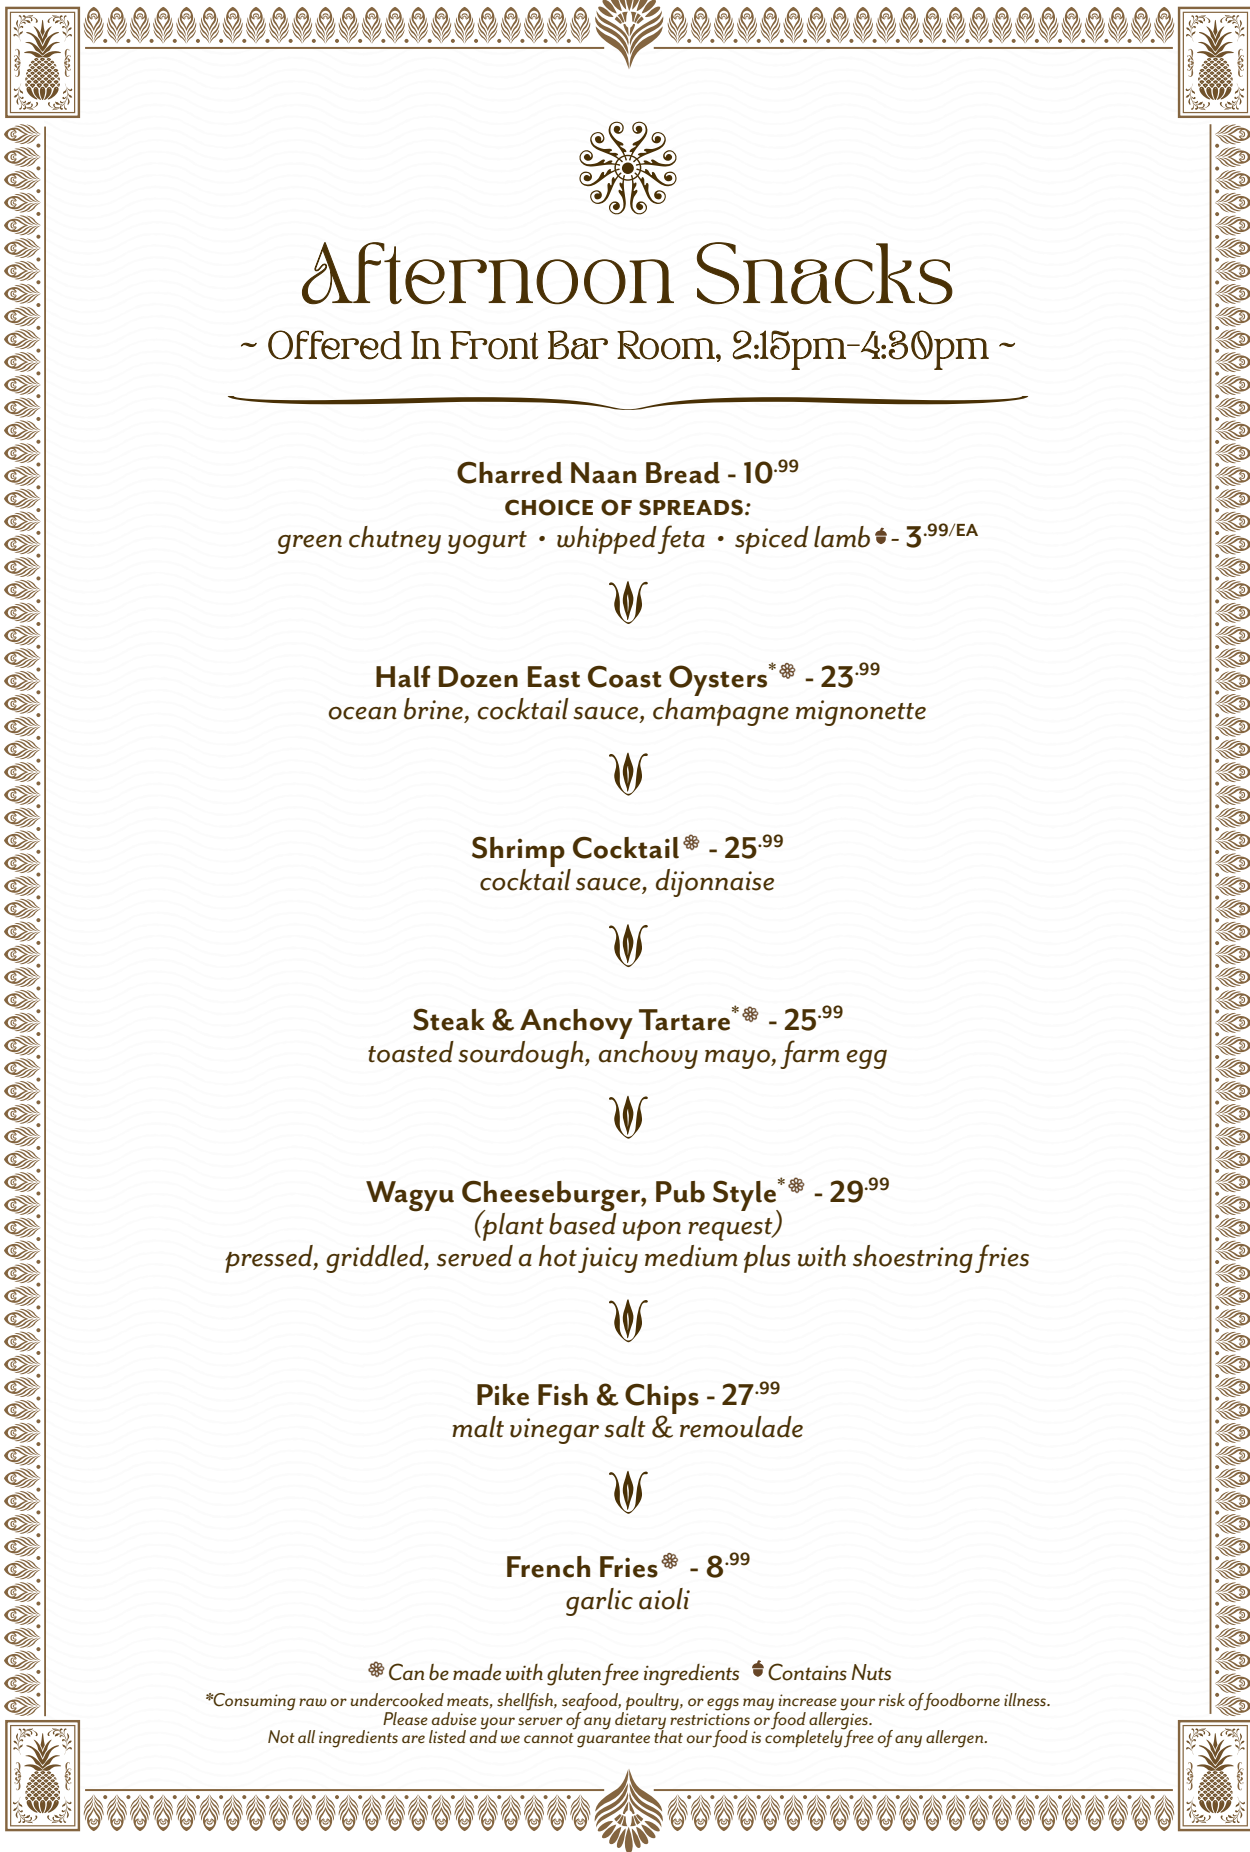 Afternoon Snacks
~ Offered In Front Bar Room, 2:15pm-4:30pm ~
Charred Naan Bread - 10.99
CHOICE OF SPREADS:
green chutney yogurt • whipped feta • spiced lamb - 3.99/EA
Half Dozen East Coast Oysters* - 23.99
ocean brine, cocktail sauce, champagne mignonette
Shrimp Cocktail - 25.99
cocktail sauce, dijonnaise
Steak & Anchovy Tartare* - 25.99
toasted sourdough, anchovy mayo, farm egg
Wagyu Cheeseburger, Pub Style* - 29.99
(plant based upon request)
pressed, griddled, served a hot juicy medium plus with shoestring fries
Pike Fish & Chips - 27.99
malt vinegar salt & remoulade
French Fries - 8.99
garlic aioli
Can be made with gluten free ingredients Contains Nuts
*Consuming raw or undercooked meats, shellfish, seafood, poultry, or eggs may increase your risk of foodborne illness.
Please advise your server of any dietary restrictions or food allergies.
Not all ingredients are listed and we cannot guarantee that our food is completely free of any allergen.